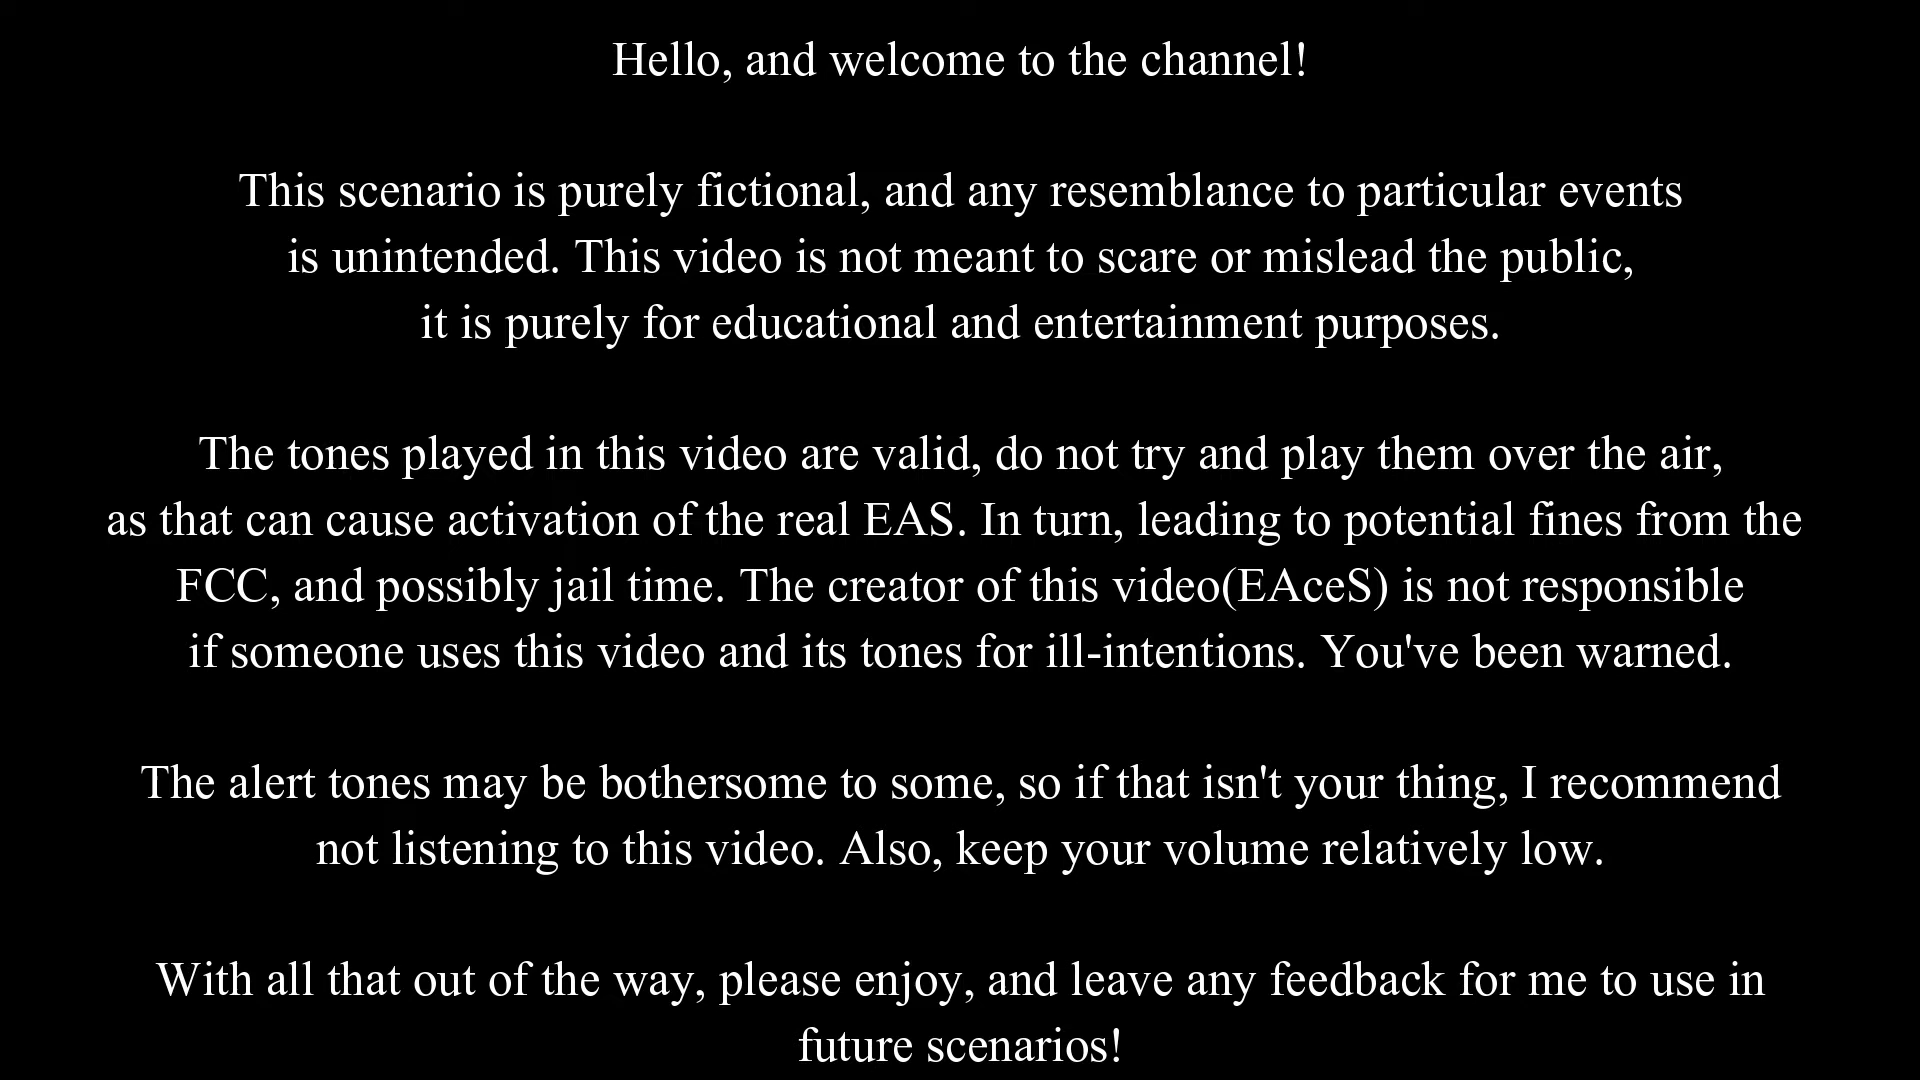 Hello, and welcome to the channel!
This scenario is purely fictional, and any resemblance to particular events
is unintended. This video is not meant to scare or mislead the public,
it is purely for educational and entertainment purposes.
The tones played in this video are valid, do not try and play them over the air,
as that can cause activation of the real EAS. In turn, leading to potential fines from the
FCC, and possibly jail time. The creator of this video(EAceS) is not responsible
if someone uses this video and its tones for ill-intentions. You've been warned.
The alert tones may be bothersome to some, so if that isn't your thing, I recommend
not listening to this video. Also, keep your volume relatively low.
With all that out of the way, please enjoy, and leave any feedback for me to use in
future scenarios!